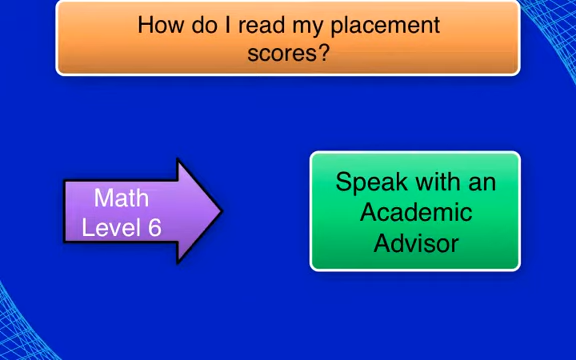 How do I read my placement
scores?
Math
Level 6
Speak with an
Academic
Advisor